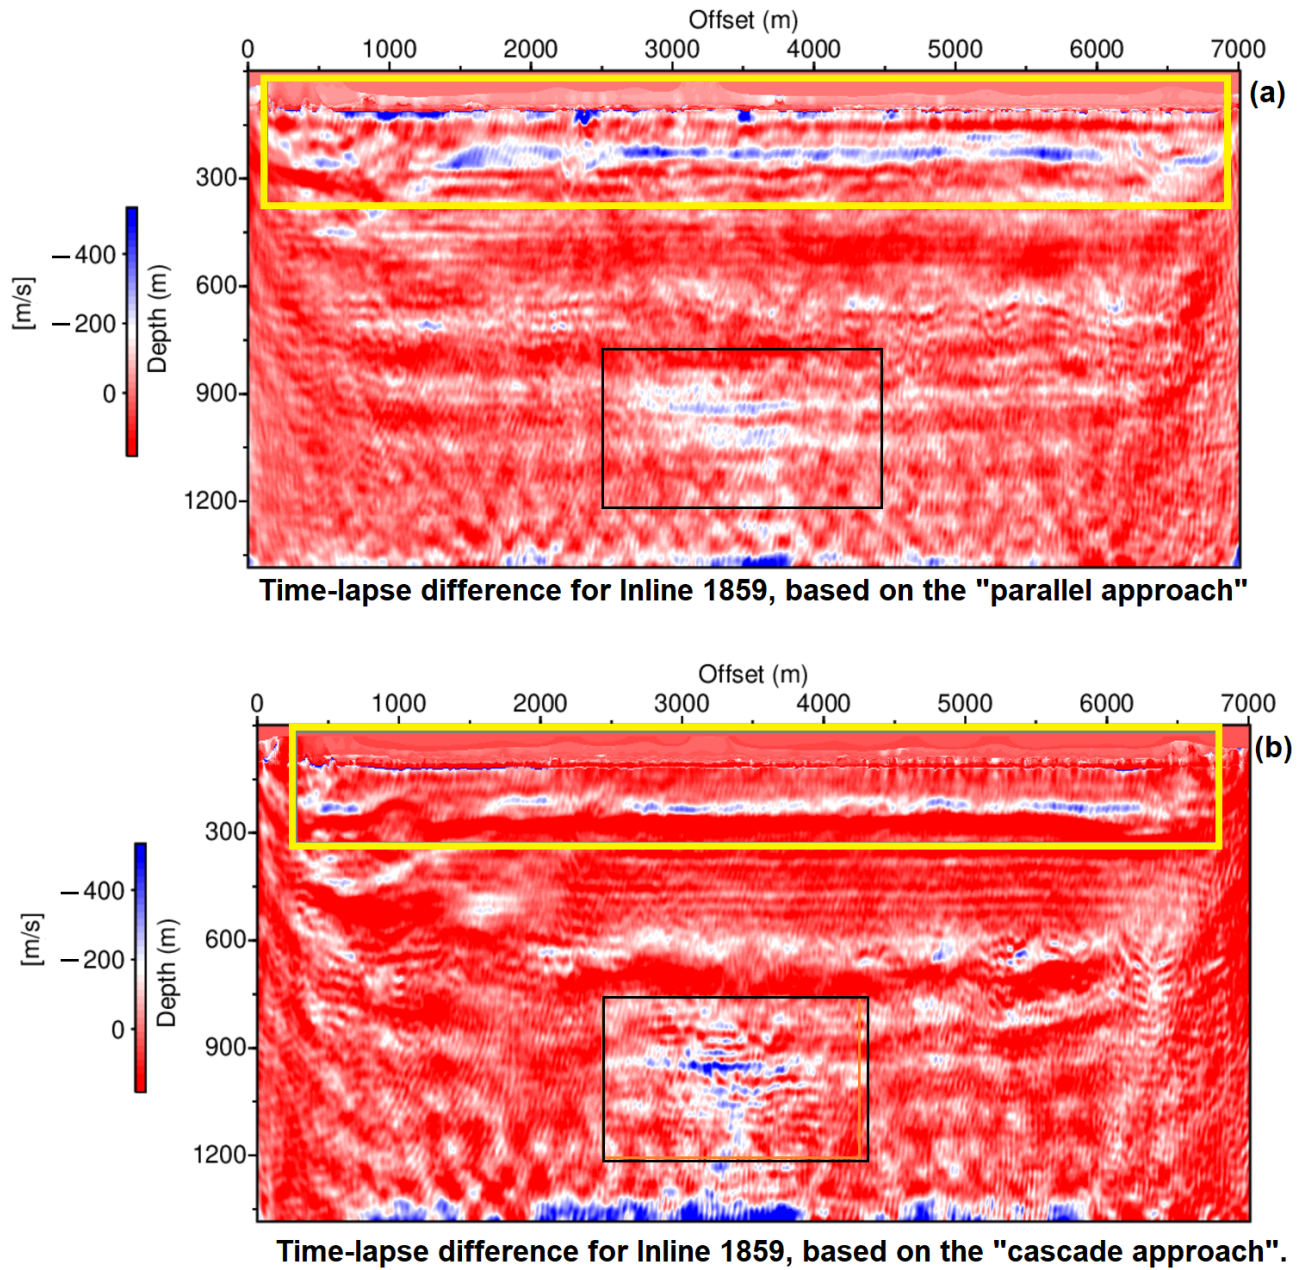 Offset (m)
0 1000 2000 3000 4000 5000 6000 7000
(a)
300
600
900
1200
Depth (m)
[m/s]
−400
−200
0
Time-lapse difference for Inline 1859, based on the "parallel approach"
Offset (m)
0 1000 2000 3000 4000 5000 6000 7000
(b)
300
600
900
1200
Depth (m)
[m/s]
−400
−200
0
Time-lapse difference for Inline 1859, based on the "cascade approach".